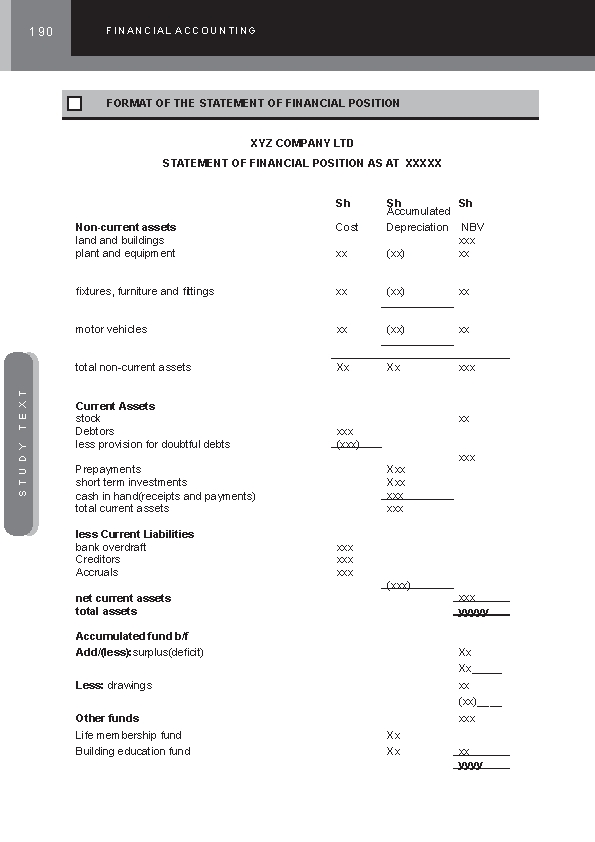 190 FINANCIAL ACCOUNTING
FORMAT OF THE STATEMENT OF FINANCIAL POSITION
XYZ COMPANY LTD
STATEMENT OF FINANCIAL POSITION AS AT XXXXX
Sh Sh Sh
Accumulated
Non-current assets Cost Depreciation NBV
land and buildings xxx
plant and equipment xx (xx) xx
fixtures, furniture and fittings xx (xx) xx
motor vehicles xx (xx) xx
total non-current assets Xx Xx xxx
Current Assets
stock xx
Debtors xxx
less provision for doubtful debts (xxx)
xxx
Prepayments Xxx
short term investments Xxx
cash in hand(receipts and payments) xxx
total current assets xxx
less Current Liabilities
bank overdraft xxx
Creditors xxx
Accruals xxx
(xxx)
net current assets xxx
total assets yyyyy
Accumulated fund b/f
Add/(less):surplus(deficit) Xx
Xx_____
Less: drawings xx
(xx)____
Other funds xxx
Life membership fund Xx
Building education fund Xx xx
yyyy
STUDY TEXT